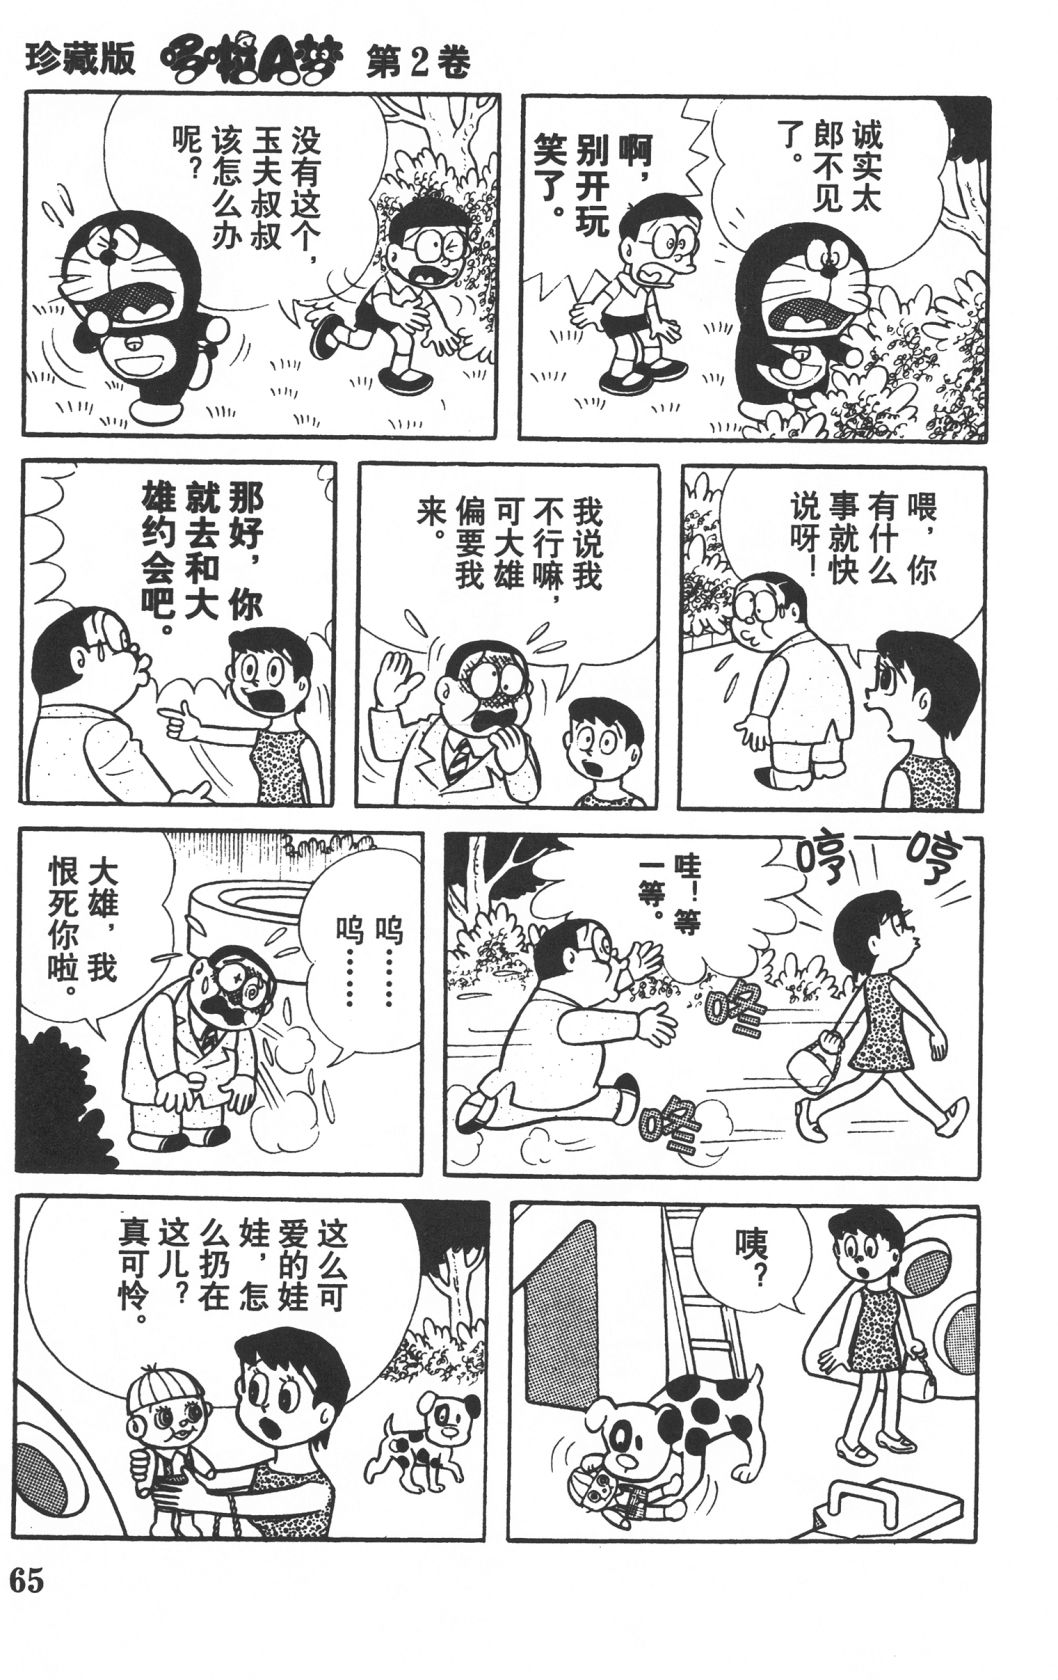 珍藏版 哆啦A梦 第2卷
诚实太
郎不见
了。
啊，
别开玩
笑了。
没有这个，
玉夫叔叔
该怎么办
呢？
喂，你
有什么
事就快
说呀！
我说我
不行嘛，
可大雄
偏要我
来。
那好，你
就去和大
雄约会吧。
哼
哼
哇！等
一等。
咚
咚
呜……
呜……
大雄，我
恨死你啦。
咦？
这么可
爱的娃
娃，怎
么扔在
这儿？
真可怜。
65